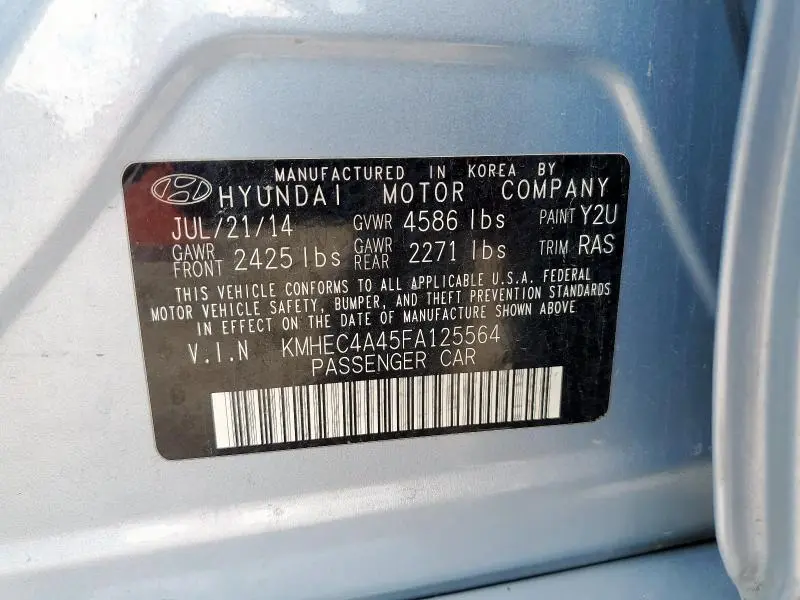 MANUFACTURED IN KOREA BY
HYUNDAI MOTOR COMPANY
JUL/21/14 GVWR 4586 lbs PAINT Y2U
GAWR FRONT 2425 lbs GAWR REAR 2271 lbs TRIM RAS
THIS VEHICLE CONFORMS TO ALL APPLICABLE U.S.A. FEDERAL
MOTOR VEHICLE SAFETY, BUMPER, AND THEFT PREVENTION STANDARDS
IN EFFECT ON THE DATE OF MANUFACTURE SHOWN ABOVE
V.I.N KMHEC4A45FA125564
PASSENGER CAR